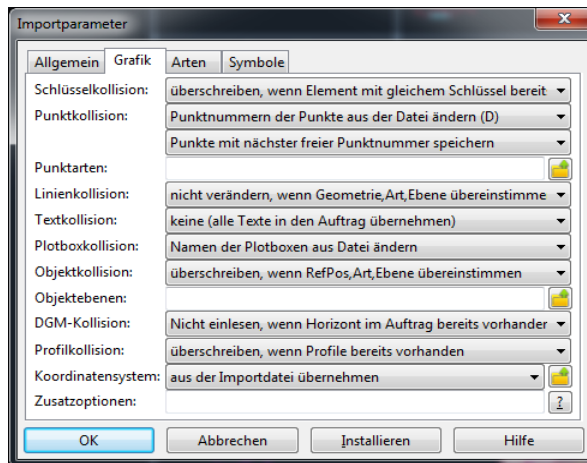 Importparameter
Allgemein Grafik Arten Symbole
Schlüsselkollision: überschreiben, wenn Element mit gleichem Schlüssel bereit
Punktkollision: Punktnummern der Punkte aus der Datei ändern (D)
Punkte mit nächster freier Punktnummer speichern
Punktarten:
Linienkollision: nicht verändern, wenn Geometrie,Art,Ebene übereinstimme
Textkollision: keine (alle Texte in den Auftrag übernehmen)
Plotboxkollision: Namen der Plotboxen aus Datei ändern
Objektkollision: überschreiben, wenn RefPos,Art,Ebene übereinstimmen
Objektebenen:
DGM-Kollision: Nicht einlesen, wenn Horizont im Auftrag bereits vorhander
Profilkollision: überschreiben, wenn Profile bereits vorhanden
Koordinatensystem: aus der Importdatei übernehmen
Zusatzoptionen: ?
OK Abbrechen Installieren Hilfe